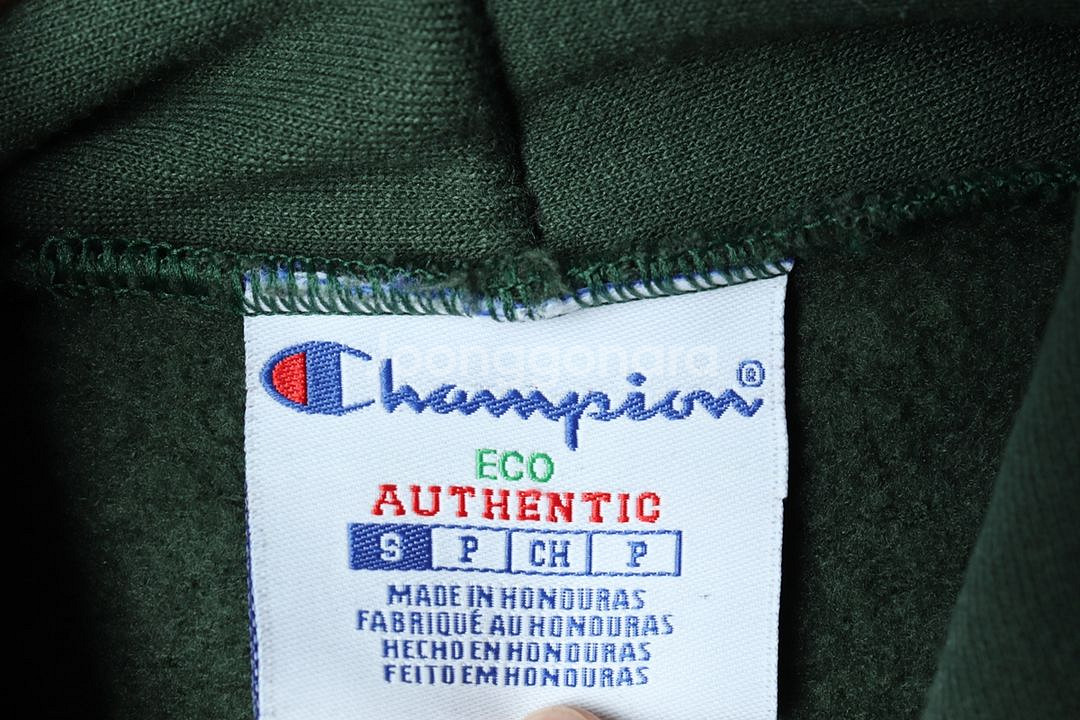 Champion®
ECO
AUTHENTIC
S P CH P
MADE IN HONDURAS
FABRIQUÉ AU HONDURAS
HECHO EN HONDURAS
FEITO EM HONDURAS